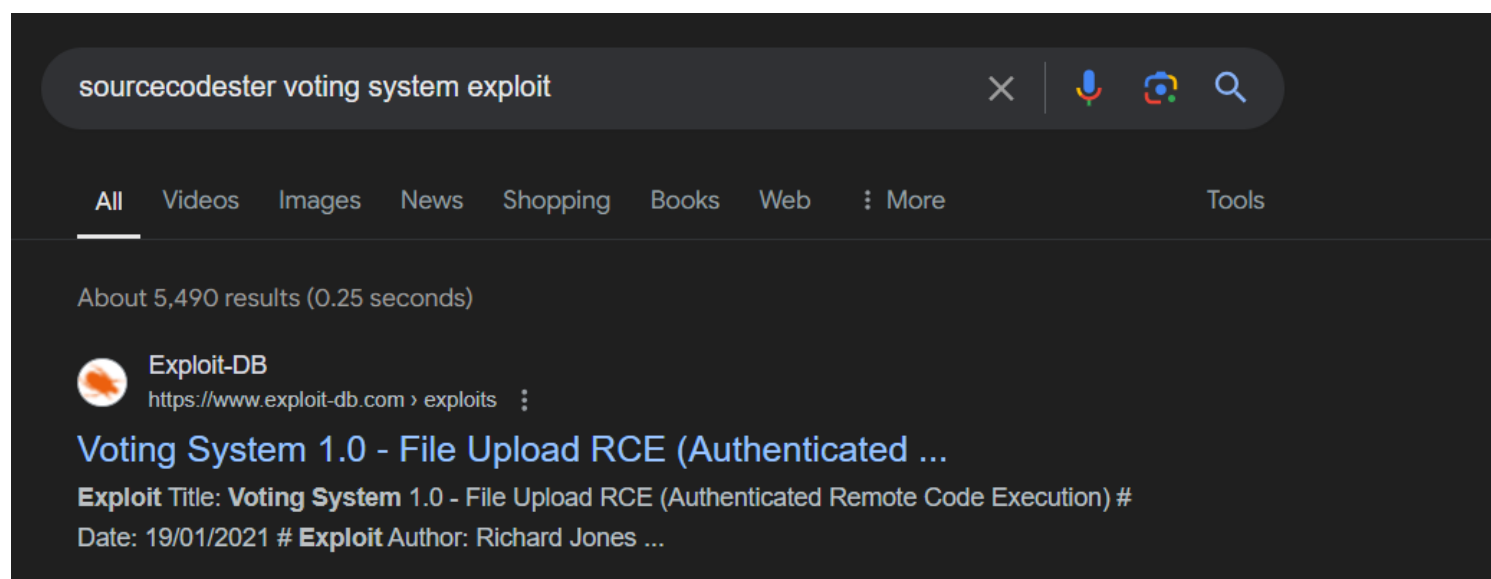 sourcecodester voting system exploit
All Videos Images News Shopping Books Web More Tools
About 5,490 results (0.25 seconds)
Exploit-DB
https://www.exploit-db.com › exploits
Voting System 1.0 - File Upload RCE (Authenticated ...
Exploit Title: Voting System 1.0 - File Upload RCE (Authenticated Remote Code Execution) #
Date: 19/01/2021 # Exploit Author: Richard Jones ...